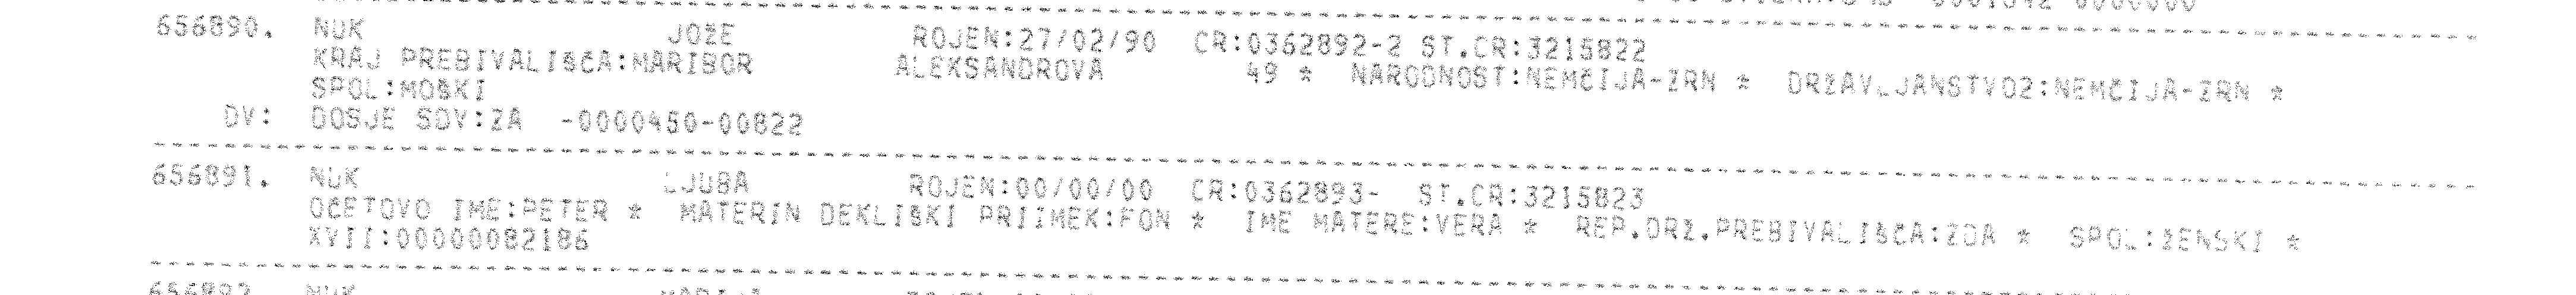 656890. NUK JOŽE ROJEN:27/02/90 CR:0362892-2 ST.CR:3215822
KRAJ PREBIVALIŠČA:MARIBOR ALEKSANDROVA 49 * NARODNOST:NEMČIJA-ZRN * DRŽAVLJANSTVO2:NEMČIJA-ZRN *
SPOL:MOŠKI
DV: DOSJE SDV:ZA -0000450-00822
656891. NUK LJUBA ROJEN:00/00/00 CR:0362893- ST.CR:3215823
OČETOVO IME:PETER * MATERIN DEKLIŠKI PRIIMEK:FON * IME MATERE:VERA * REP.DRŽ.PREBIVALIŠČA:ZDA * SPOL:ŽENSKI *
XVII:00000082186
656892 NUK